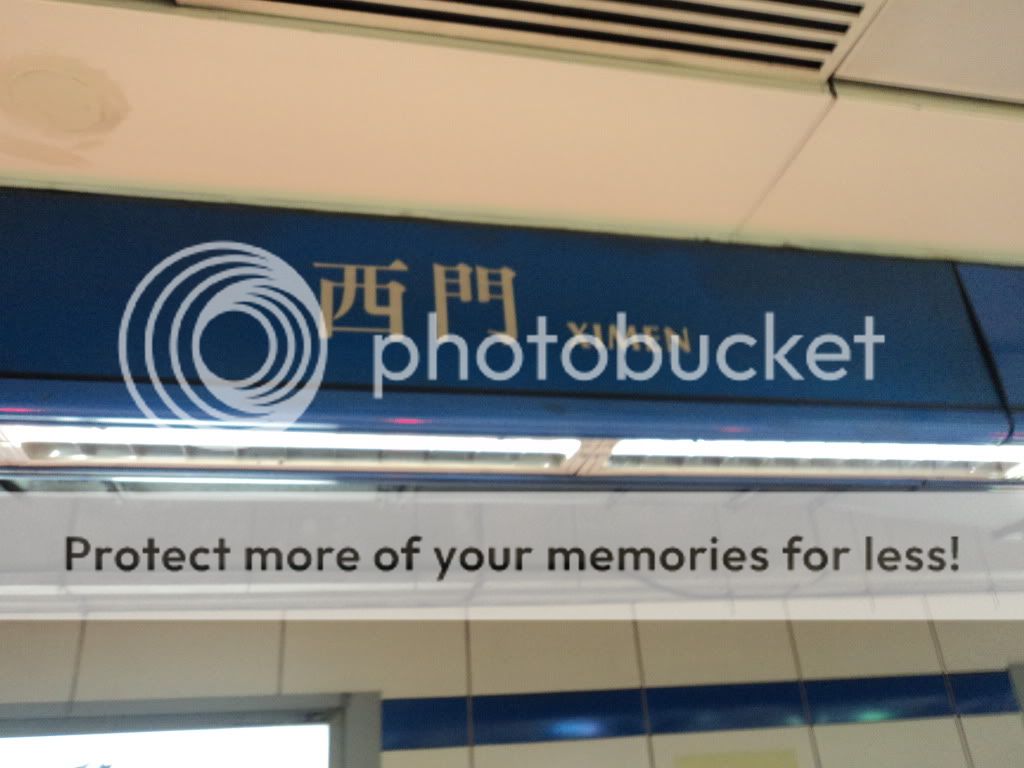 西門 XIMEN
photobucket
Protect more of your memories for less!